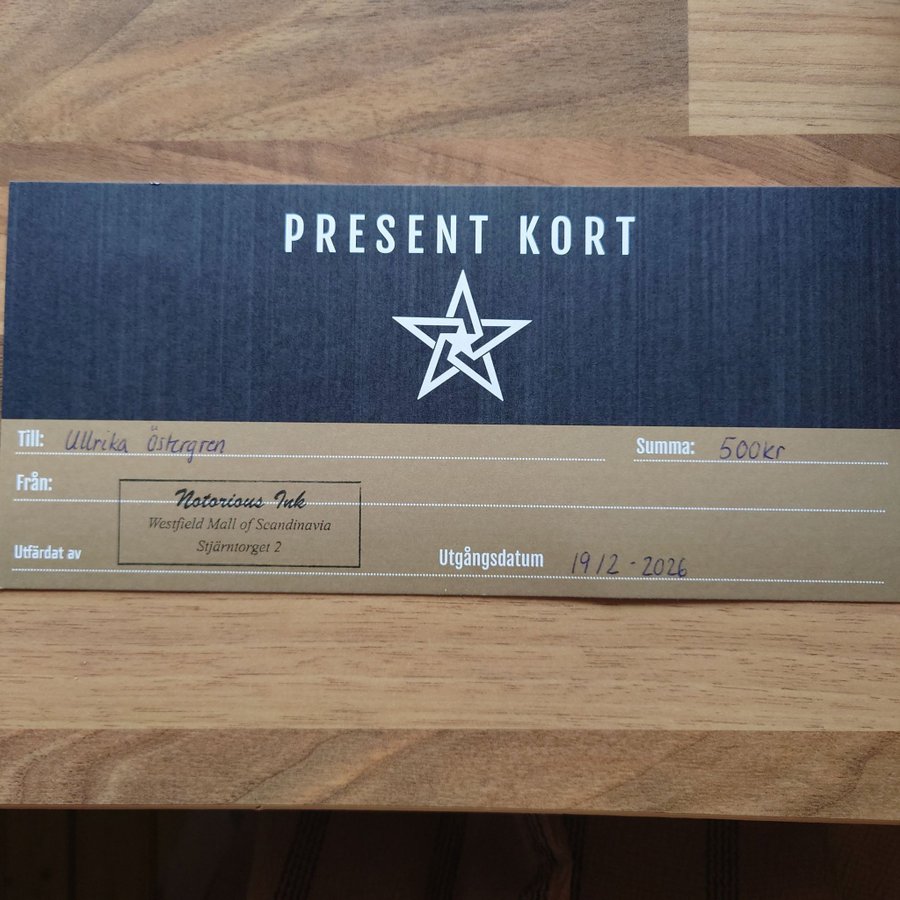 PRESENT KORT
Till: Ullrika Östergren
Summa: 500kr
Från:
Notorious Ink
Westfield Mall of Scandinavia
Stjärntorget 2
Utfärdat av
Utgångsdatum 19/2-2026